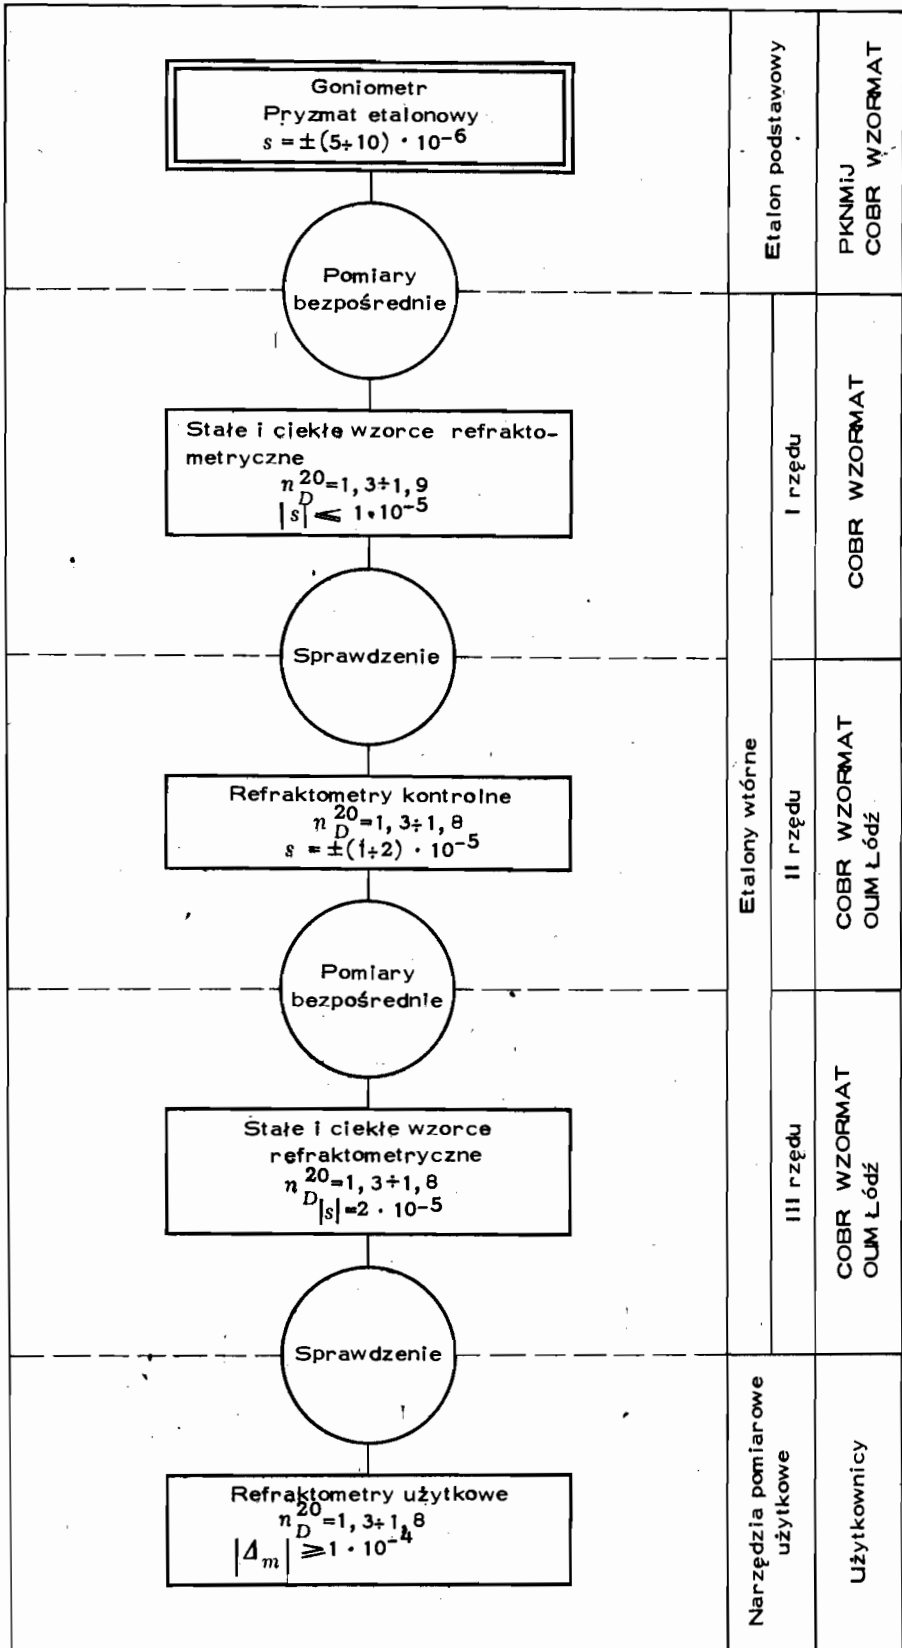 Goniometr
Pryzmat etalonowy
s = ±(5÷10) · 10⁻⁶
Pomiary
bezpośrednie
Stałe i ciekłe wzorce refrakto-
metryczne
n_D^20=1, 3÷1, 9
|s| ⩽ 1·10⁻⁵
Sprawdzenie
Refraktometry kontrolne
n_D^20=1, 3÷1, 8
s = ±(1÷2) · 10⁻⁵
Pomiary
bezpośrednie
Stałe i ciekłe wzorce
refraktometryczne
n_D^20=1, 3÷1, 8
|s|=2 · 10⁻⁵
Sprawdzenie
Refraktometry użytkowe
n_D^20=1, 3÷1, 8
|Δ_m| ⩾ 1 · 10⁻⁴
Etalon podstawowy
PKNMiJ
COBR WZORMAT
Etalony wtórne
I rzędu
COBR WZORMAT
II rzędu
COBR WZORMAT
OUM Łódź
III rzędu
COBR WZORMAT
OUM Łódź
Narzędzia pomiarowe
użytkowe
Użytkownicy